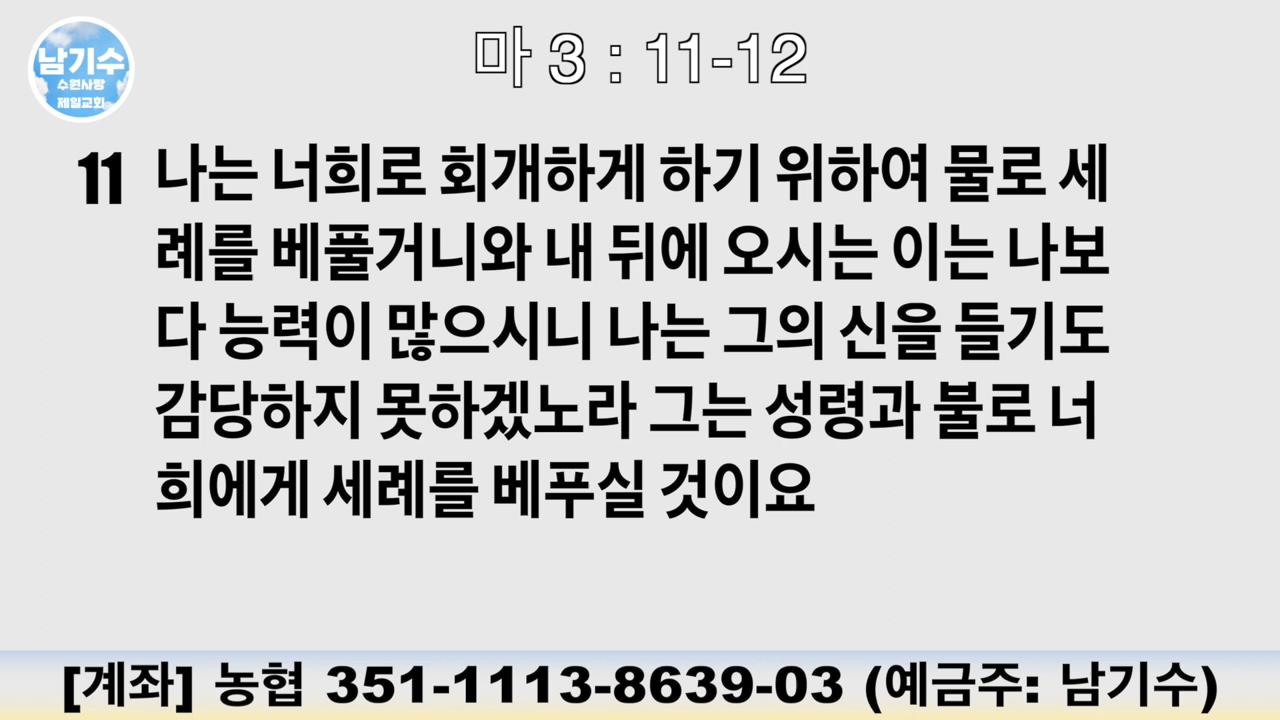 남기수
수원사랑
제일교회
마 3 : 11-12
11 나는 너희로 회개하게 하기 위하여 물로 세
례를 베풀거니와 내 뒤에 오시는 이는 나보
다 능력이 많으시니 나는 그의 신을 들기도
감당하지 못하겠노라 그는 성령과 불로 너
희에게 세례를 베푸실 것이요
[계좌] 농협 351-1113-8639-03 (예금주: 남기수)